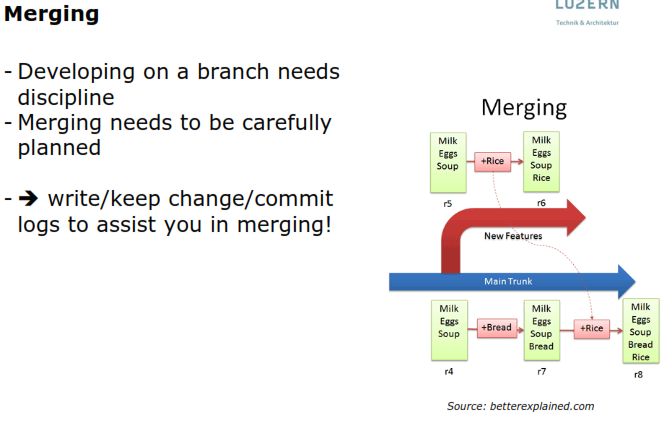 Merging
LUZERN
Technik & Architektur
- Developing on a branch needs
discipline
- Merging needs to be carefully
planned
- ➔ write/keep change/commit
logs to assist you in merging!
Merging
Milk
Eggs
Soup
+Rice
Milk
Eggs
Soup
Rice
r5
r6
New Features
Main Trunk
Milk
Eggs
Soup
+Bread
Milk
Eggs
Soup
Bread
+Rice
Milk
Eggs
Soup
Bread
Rice
r4
r7
r8
Source: betterexplained.com